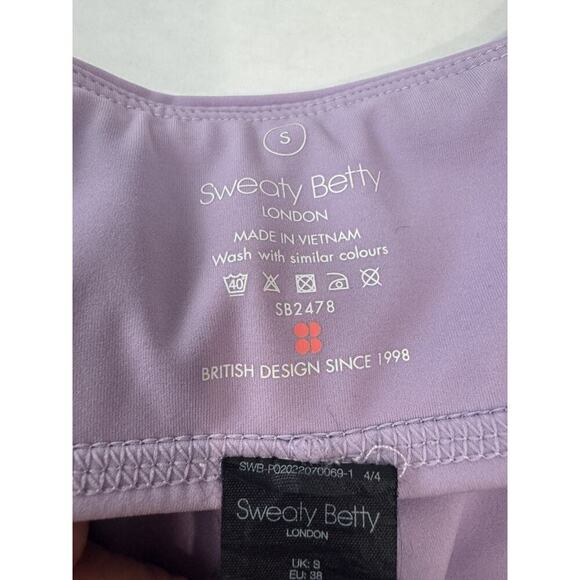 S
Sweaty Betty
LONDON
MADE IN VIETNAM
Wash with similar colours
40
SB2478
BRITISH DESIGN SINCE 1998
SWB-P02022070069-1 4/4
Sweaty Betty
LONDON
UK: S
EU: 38